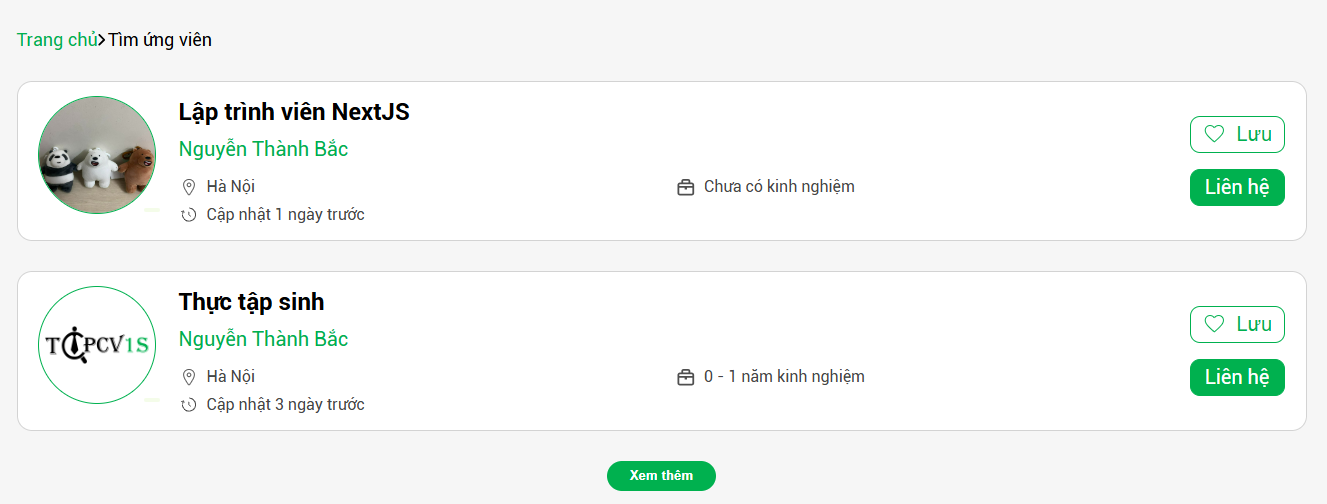 Trang chủ>Tìm ứng viên
Lập trình viên NextJS
Nguyễn Thành Bắc
Hà Nội
Chưa có kinh nghiệm
Cập nhật 1 ngày trước
Lưu
Liên hệ
TOPCV1S
Thực tập sinh
Nguyễn Thành Bắc
Hà Nội
0 - 1 năm kinh nghiệm
Cập nhật 3 ngày trước
Lưu
Liên hệ
Xem thêm